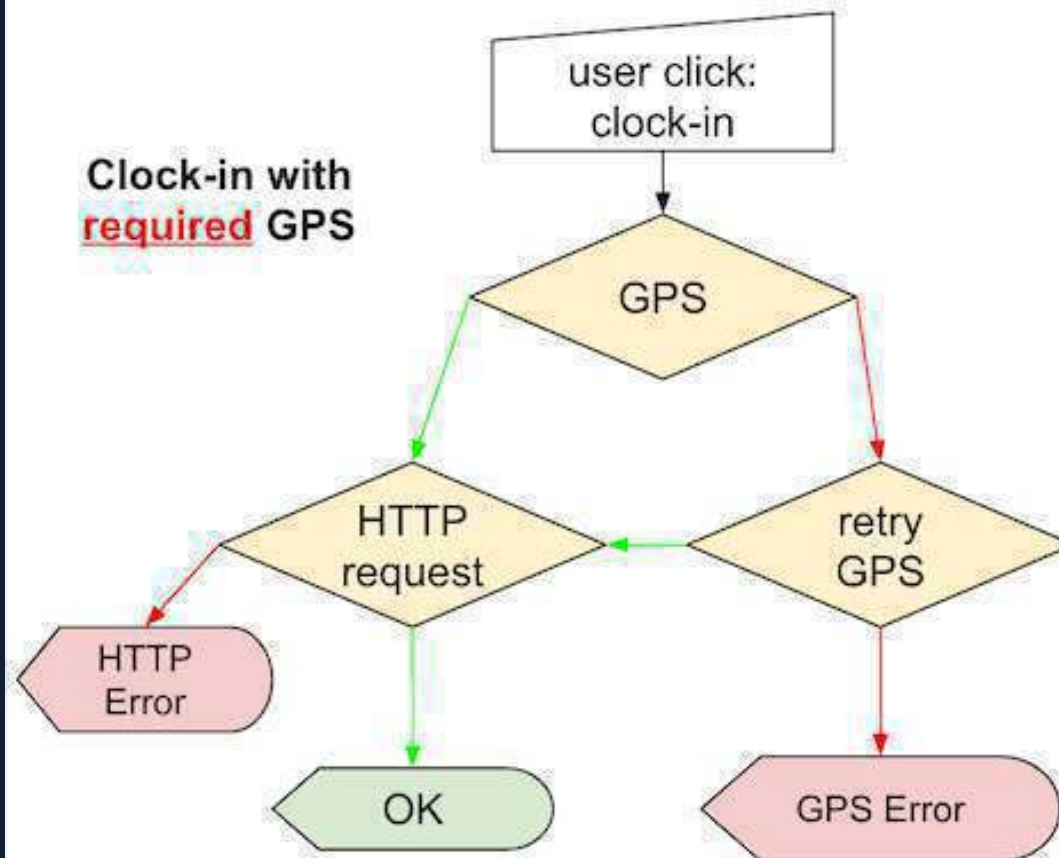 user click:
clock-in
Clock-in with
required GPS
GPS
HTTP
request
retry
GPS
HTTP
Error
OK
GPS Error